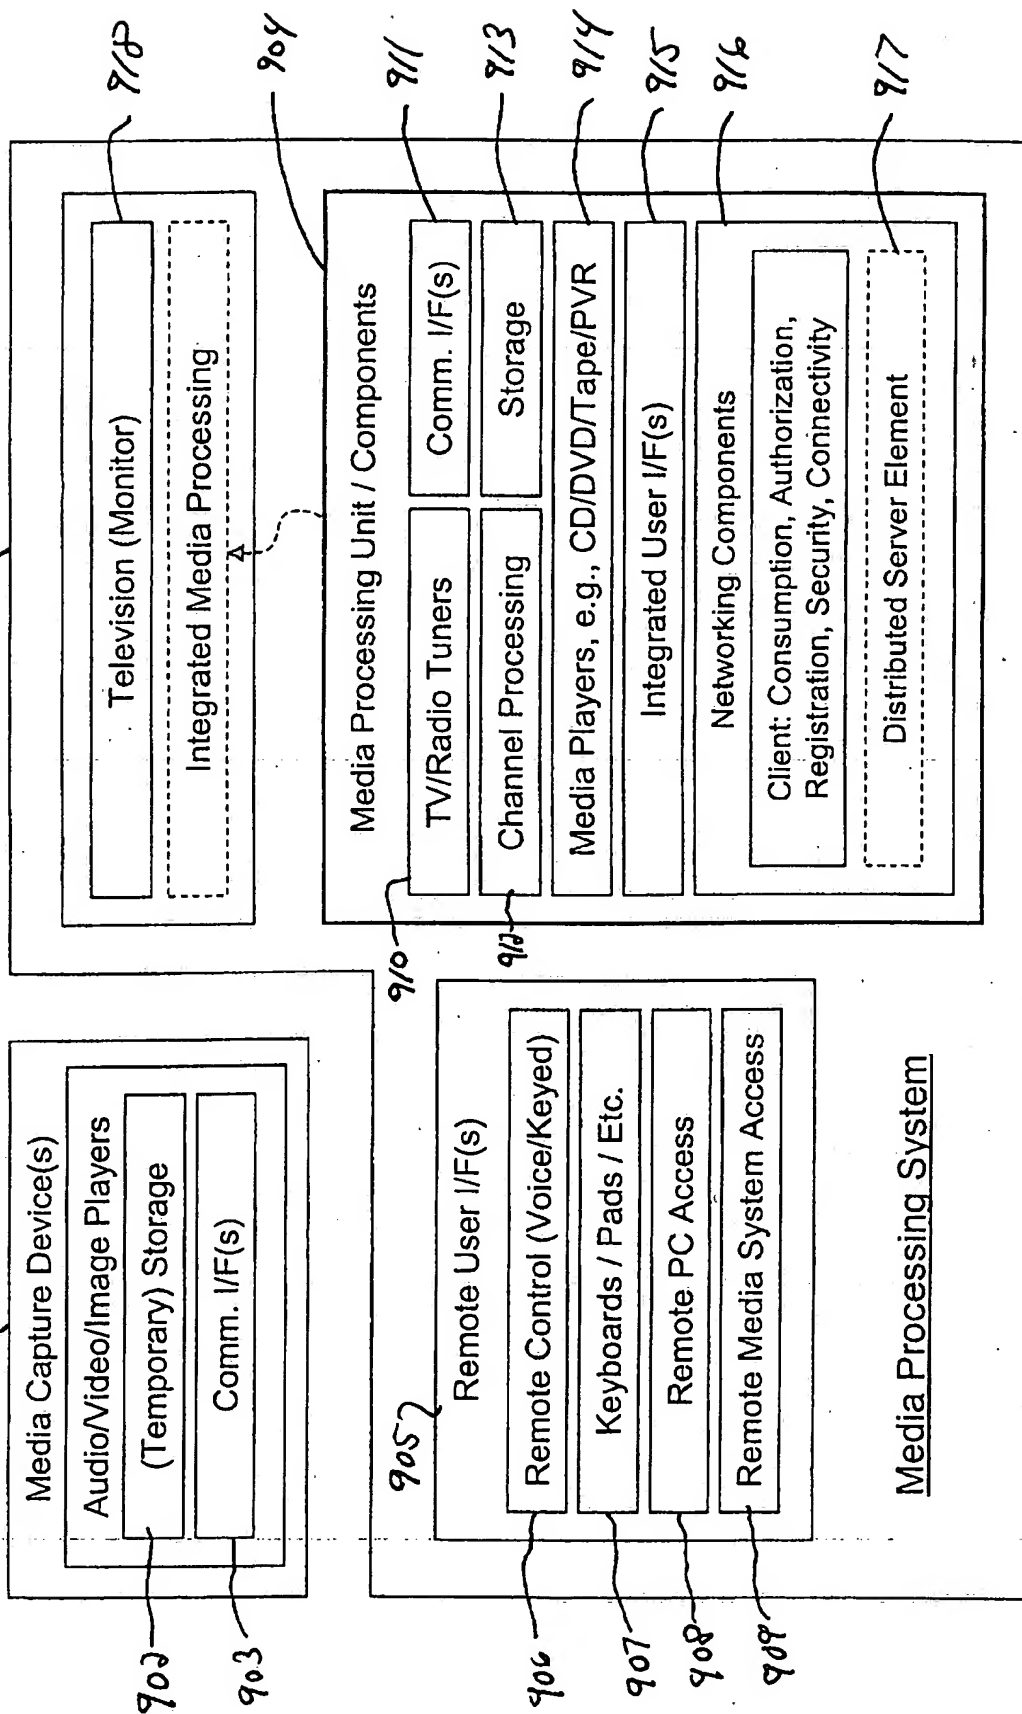 Media Capture Device(s)
Audio/Video/Image Players
(Temporary) Storage
Comm. I/F(s)
902
903
Television (Monitor)
Integrated Media Processing
918
904
Media Processing Unit / Components
TV/Radio Tuners
Comm. I/F(s)
910
911
Channel Processing
Storage
912
913
Media Players, e.g., CD/DVD/Tape/PVR
914
Integrated User I/F(s)
915
Networking Components
916
Client: Consumption, Authorization,
Registration, Security, Connectivity
Distributed Server Element
917
905
Remote User I/F(s)
Remote Control (Voice/Keyed)
906
Keyboards / Pads / Etc.
907
Remote PC Access
908
Remote Media System Access
909
Media Processing System